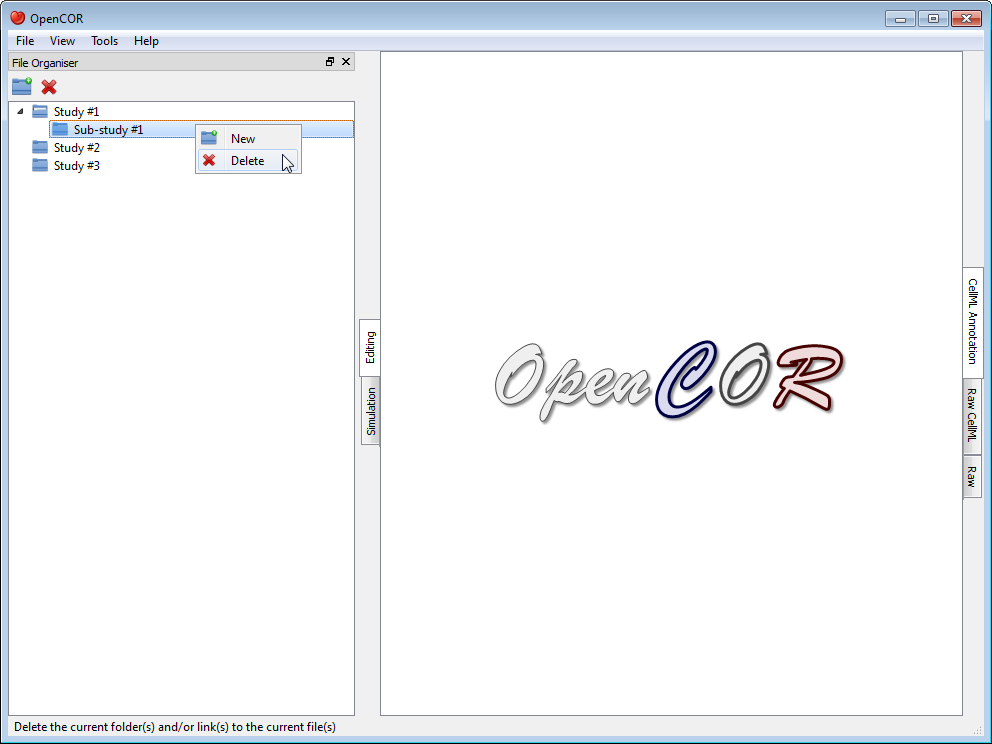 OpenCOR
File View Tools Help
File Organiser
Study #1
Sub-study #1
Study #2
Study #3
New
Delete
Editing
Simulation
OpenCOR
CellML Annotation
Raw CellML
Raw
Delete the current folder(s) and/or link(s) to the current file(s)